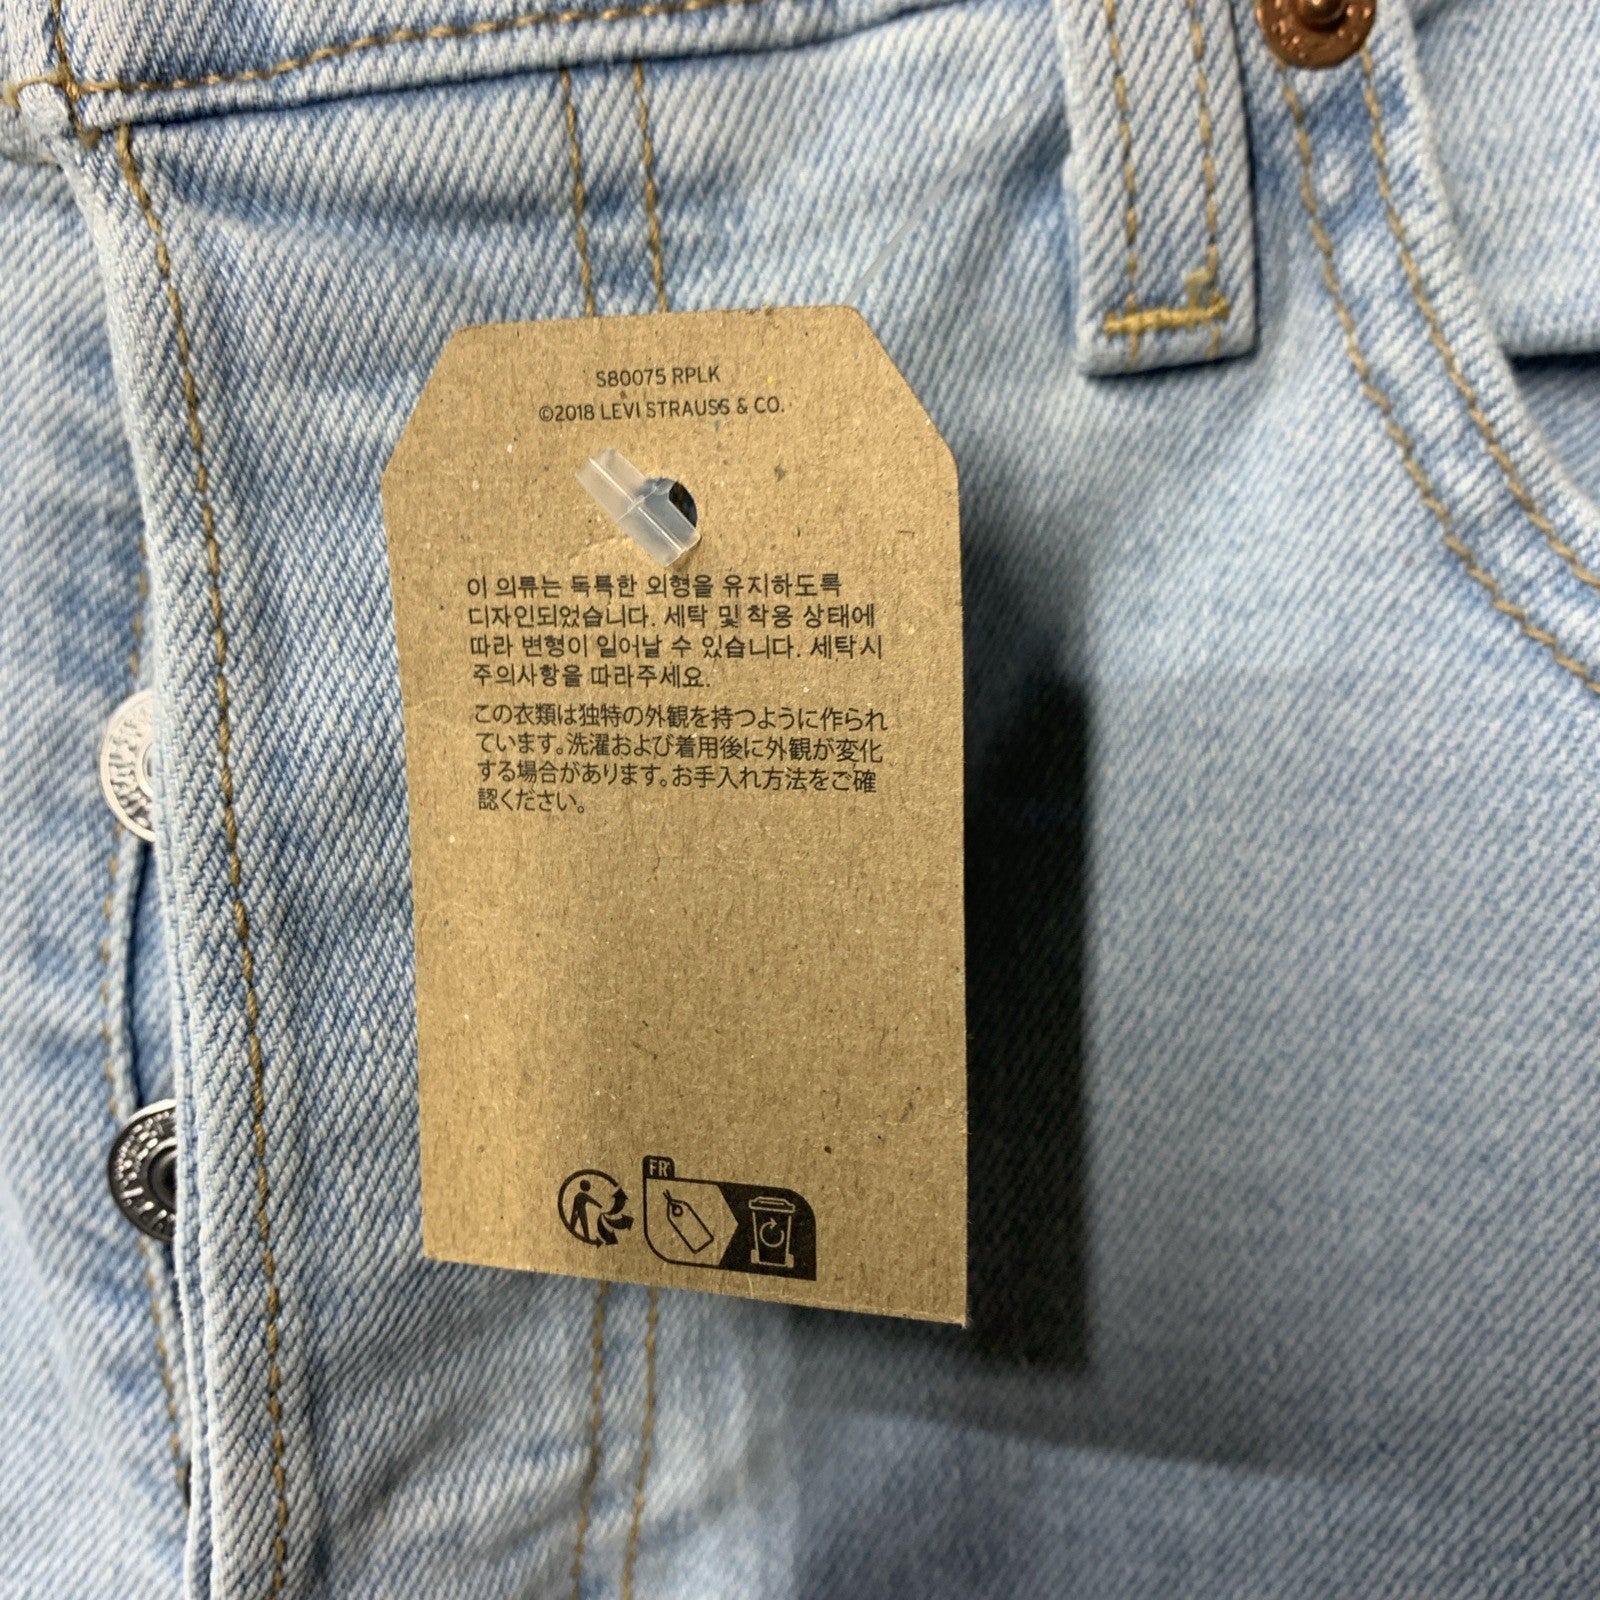 S80075 RPLK
©2018 LEVI STRAUSS & CO.
이 의류는 독특한 외형을 유지하도록
디자인되었습니다. 세탁 및 착용 상태에
따라 변형이 일어날 수 있습니다. 세탁시
주의사항을 따라주세요.
この衣類は独特の外観を持つように作られ
ています。洗濯および着用後に外観が変化
する場合があります。お手入れ方法をご確
認ください。
FR